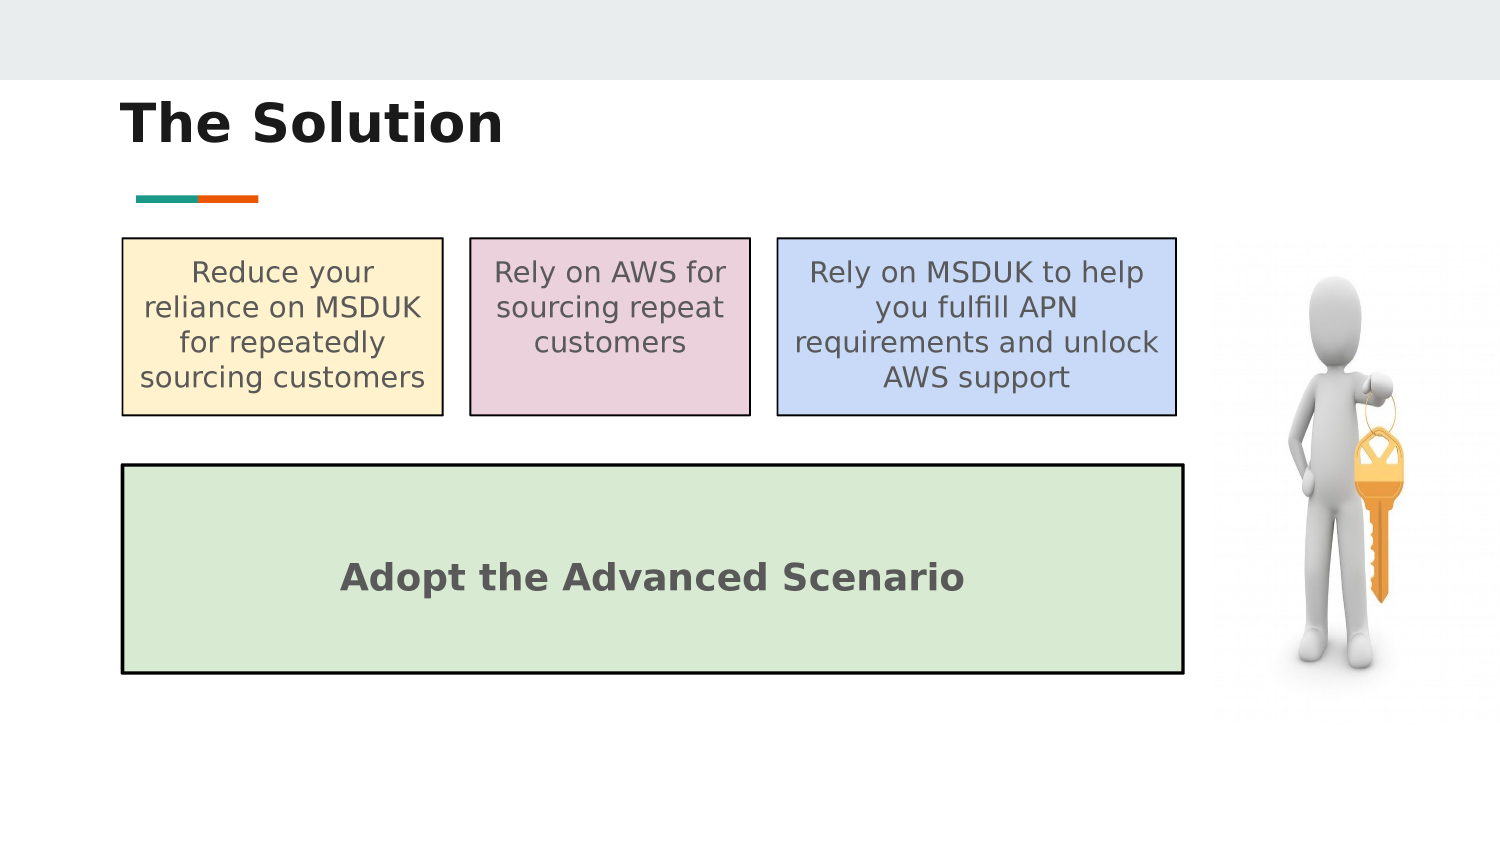 The Solution
Reduce your
reliance on MSDUK
for repeatedly
sourcing customers
Rely on AWS for
sourcing repeat
customers
Rely on MSDUK to help
you fulfill APN
requirements and unlock
AWS support
Adopt the Advanced Scenario